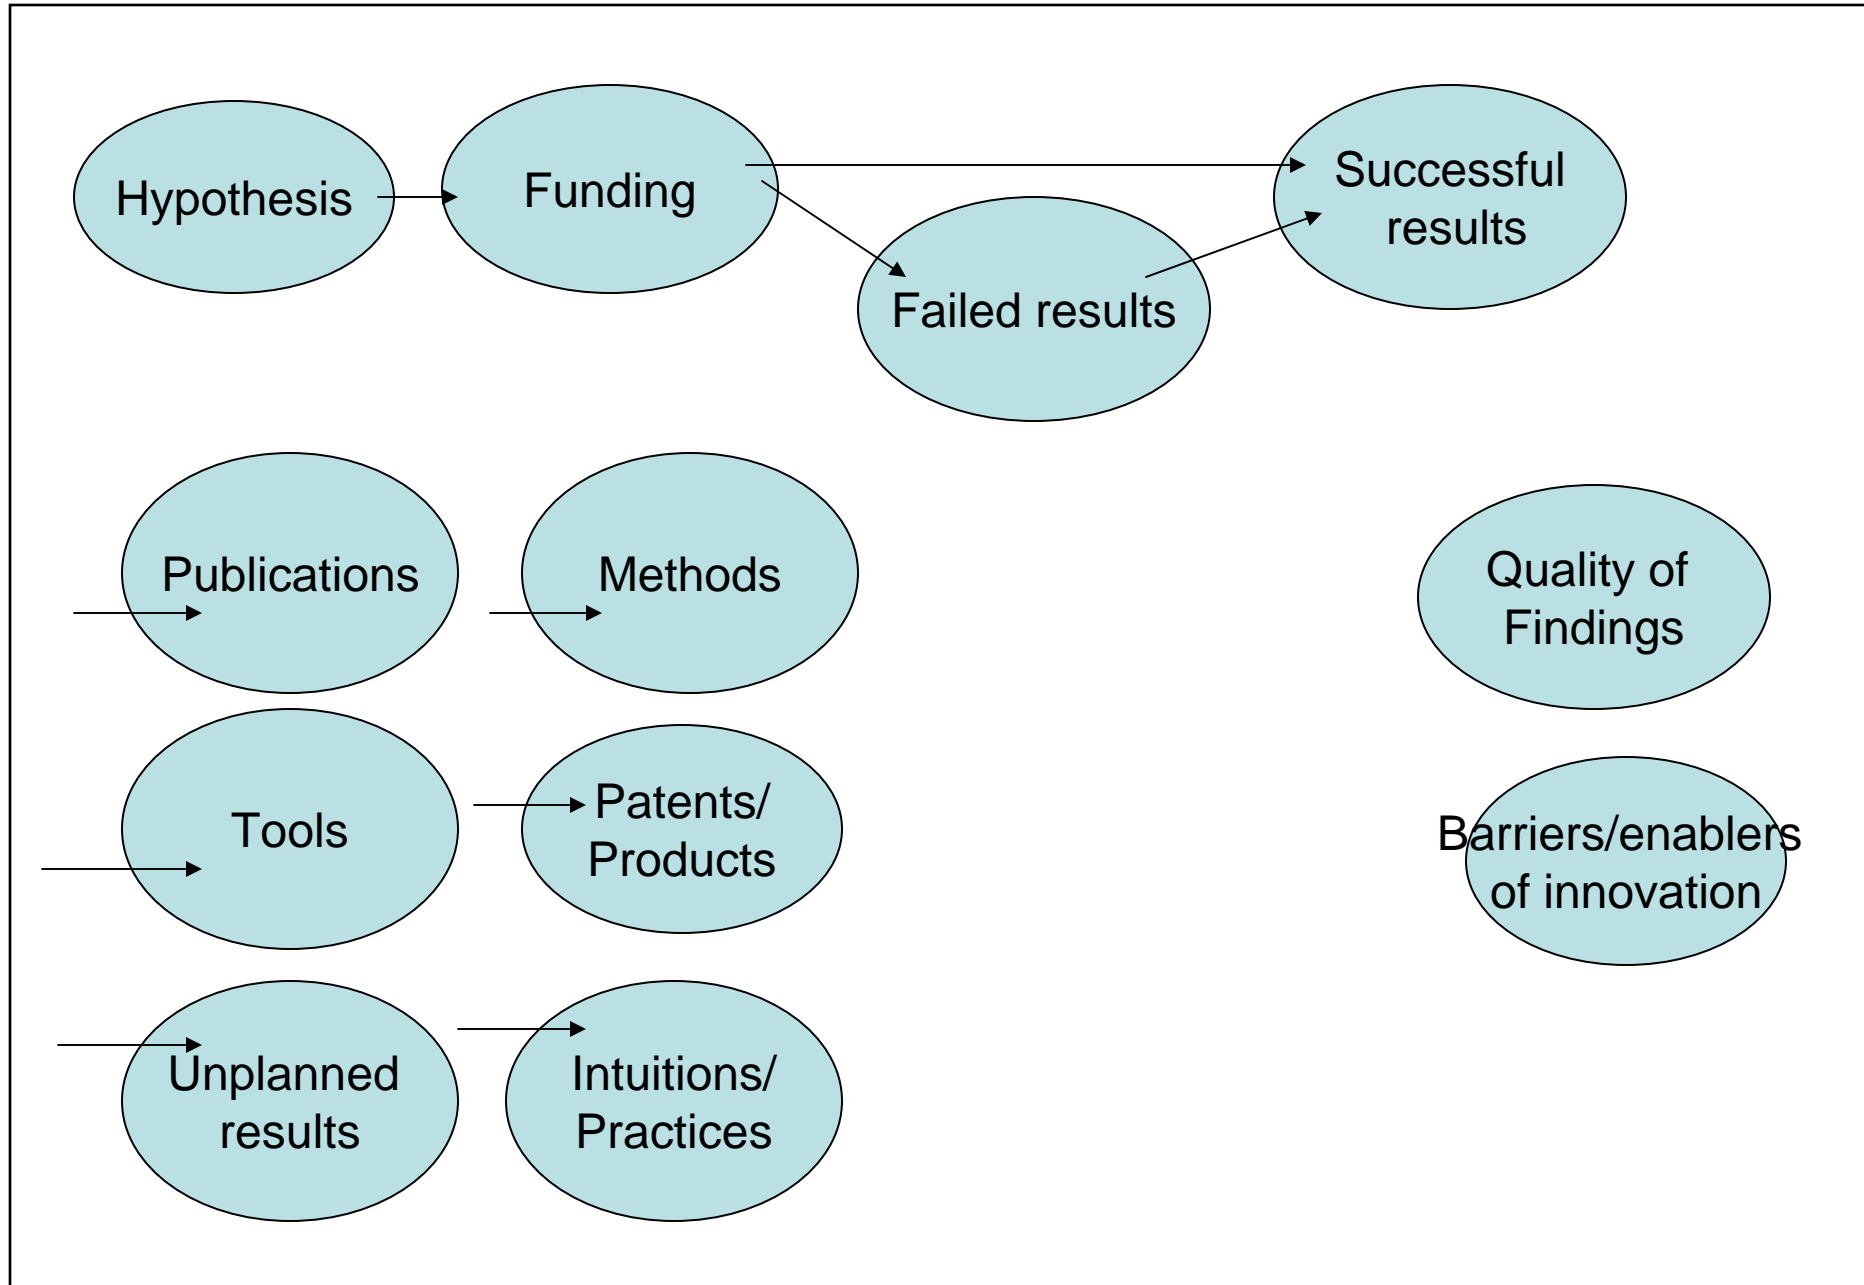 Hypothesis
Funding
Successful
results
Failed results
Publications
Methods
Quality of
Findings
Tools
Patents/
Products
Barriers/enablers
of innovation
Unplanned
results
Intuitions/
Practices